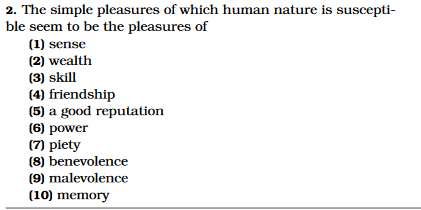 2. The simple pleasures of which human nature is suscepti-
ble seem to be the pleasures of
(1) sense
(2) wealth
(3) skill
(4) friendship
(5) a good reputation
(6) power
(7) piety
(8) benevolence
(9) malevolence
(10) memory